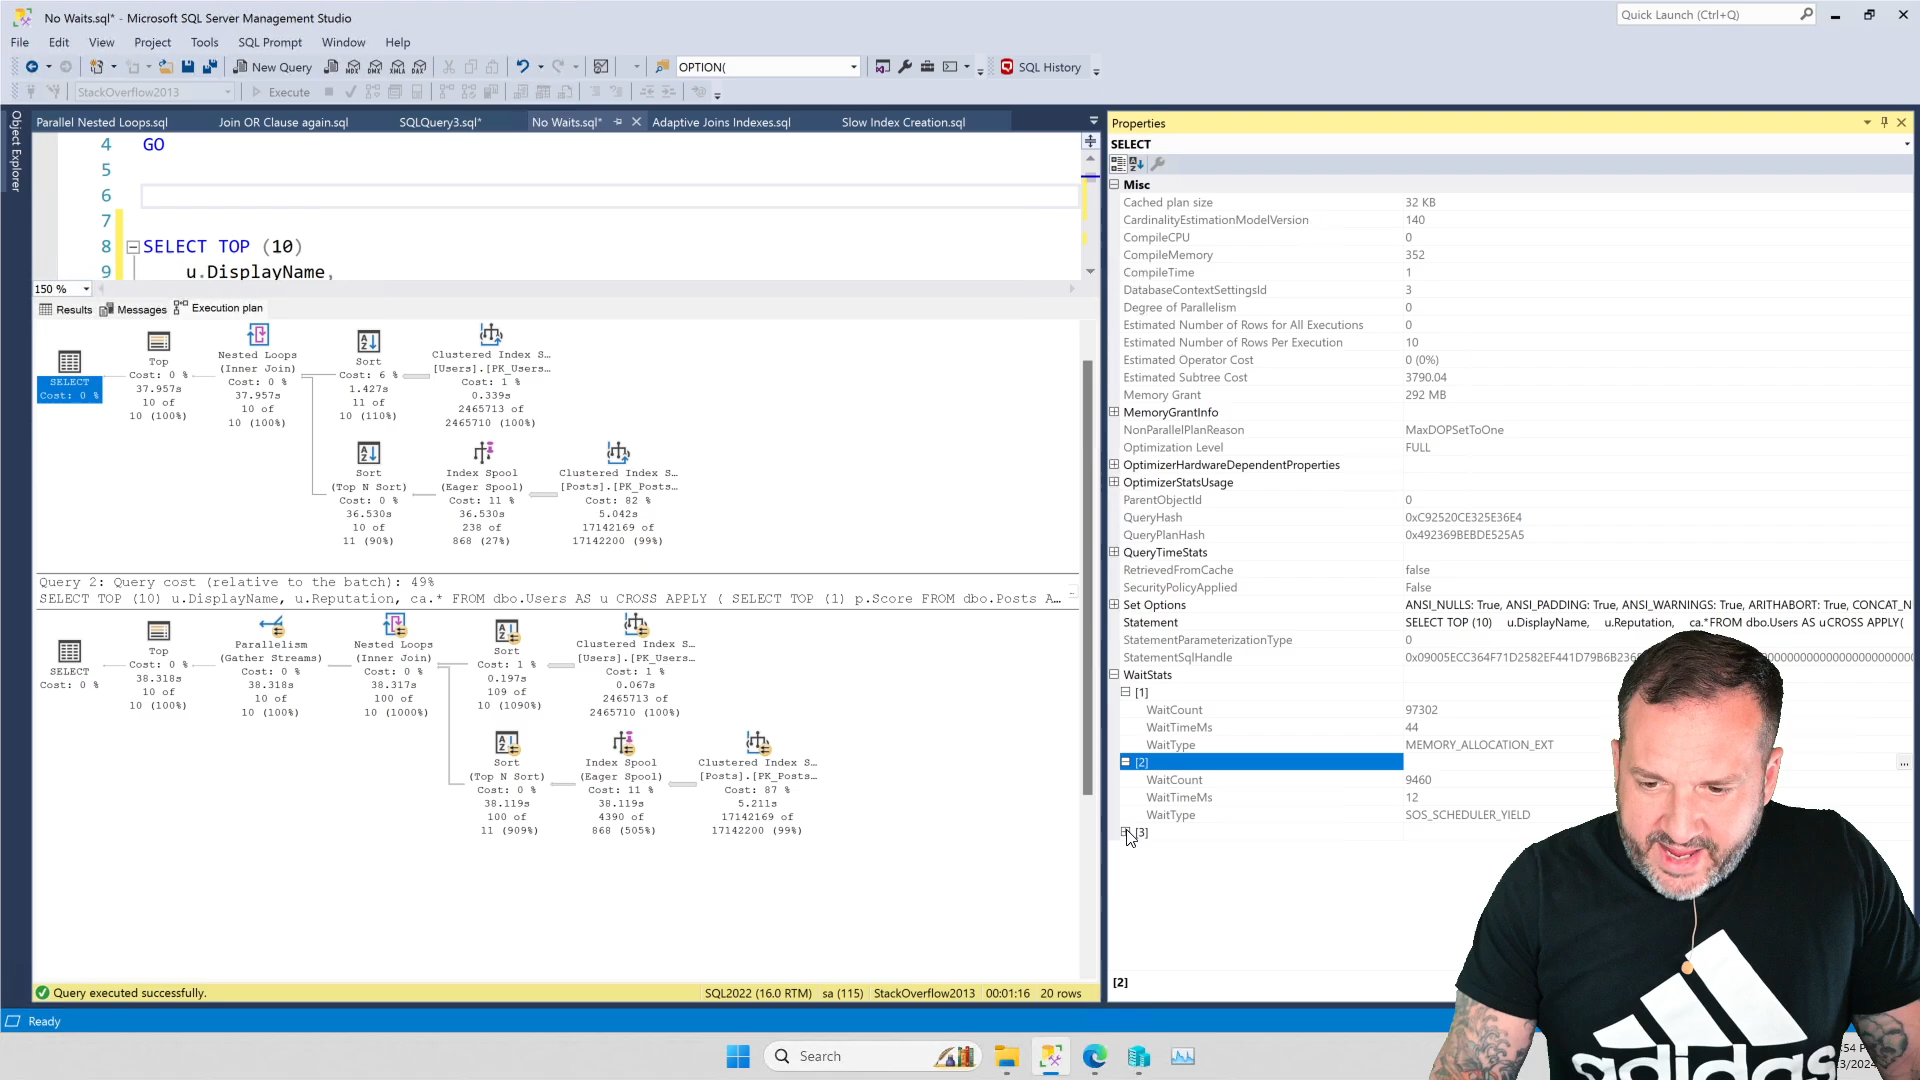 No Waits.sql* - Microsoft SQL Server Management Studio
Quick Launch (Ctrl+Q)
File Edit View Project Tools SQL Prompt Window Help
New Query
MDX DMX XMLA DAX
OPTION(
SQL History
StackOverflow2013
Execute
Object Explorer
Parallel Nested Loops.sql
Join OR Clause again.sql
SQLQuery3.sql*
No Waits.sql*
Adaptive Joins Indexes.sql
Slow Index Creation.sql
4 GO
5
6
7
8 SELECT TOP (10)
9 u.DisplayName,
150 %
Results
Messages
Execution plan
SELECT
Cost: 0 %
Top
Cost: 0 %
37.957s
10 of
10 (100%)
Nested Loops
(Inner Join)
Cost: 0 %
37.957s
10 of
10 (100%)
Sort
Cost: 6 %
1.427s
11 of
10 (110%)
Clustered Index S...
[Users].[PK_Users...
Cost: 1 %
0.339s
2465713 of
2465710 (100%)
Sort
(Top N Sort)
Cost: 0 %
36.530s
10 of
11 (90%)
Index Spool
(Eager Spool)
Cost: 11 %
36.530s
238 of
868 (27%)
Clustered Index S...
[Posts].[PK_Posts...
Cost: 82 %
5.042s
17142169 of
17142200 (99%)
Query 2: Query cost (relative to the batch): 49%
SELECT TOP (10) u.DisplayName, u.Reputation, ca.* FROM dbo.Users AS u CROSS APPLY ( SELECT TOP (1) p.Score FROM dbo.Posts A...
SELECT
Cost: 0 %
Top
Cost: 0 %
38.318s
10 of
10 (100%)
Parallelism
(Gather Streams)
Cost: 0 %
38.318s
10 of
10 (100%)
Nested Loops
(Inner Join)
Cost: 0 %
38.317s
100 of
10 (1000%)
Sort
Cost: 1 %
0.197s
109 of
10 (1090%)
Clustered Index S...
[Users].[PK_Users...
Cost: 1 %
0.067s
2465713 of
2465710 (100%)
Sort
(Top N Sort)
Cost: 0 %
38.119s
100 of
11 (909%)
Index Spool
(Eager Spool)
Cost: 11 %
38.119s
4390 of
868 (505%)
Clustered Index S...
[Posts].[PK_Posts...
Cost: 87 %
5.211s
17142169 of
17142200 (99%)
Query executed successfully.
SQL2022 (16.0 RTM)
sa (115)
StackOverflow2013
00:01:16
20 rows
Properties
SELECT
Misc
Cached plan size 32 KB
CardinalityEstimationModelVersion 140
CompileCPU 0
CompileMemory 352
CompileTime 1
DatabaseContextSettingsId 3
Degree of Parallelism 0
Estimated Number of Rows for All Executions 0
Estimated Number of Rows Per Execution 10
Estimated Operator Cost 0 (0%)
Estimated Subtree Cost 3790.04
Memory Grant 292 MB
MemoryGrantInfo
NonParallelPlanReason MaxDOPSetToOne
Optimization Level FULL
OptimizerHardwareDependentProperties
OptimizerStatsUsage
ParentObjectId 0
QueryHash 0xC92520CE325E36E4
QueryPlanHash 0x492369BEBDE525A5
QueryTimeStats
RetrievedFromCache false
SecurityPolicyApplied False
Set Options ANSI_NULLS: True, ANSI_PADDING: True, ANSI_WARNINGS: True, ARITHABORT: True, CONCAT_N
Statement SELECT TOP (10) u.DisplayName, u.Reputation, ca.*FROM dbo.Users AS uCROSS APPLY(
StatementParameterizationType 0
StatementSqlHandle
WaitStats
[1]
WaitCount 97302
WaitTimeMs 44
WaitType MEMORY_ALLOCATION_EXT
[2]
WaitCount 9460
WaitTimeMs 12
WaitType SOS_SCHEDULER_YIELD
[3]
[2]
Ready
Search
adidas